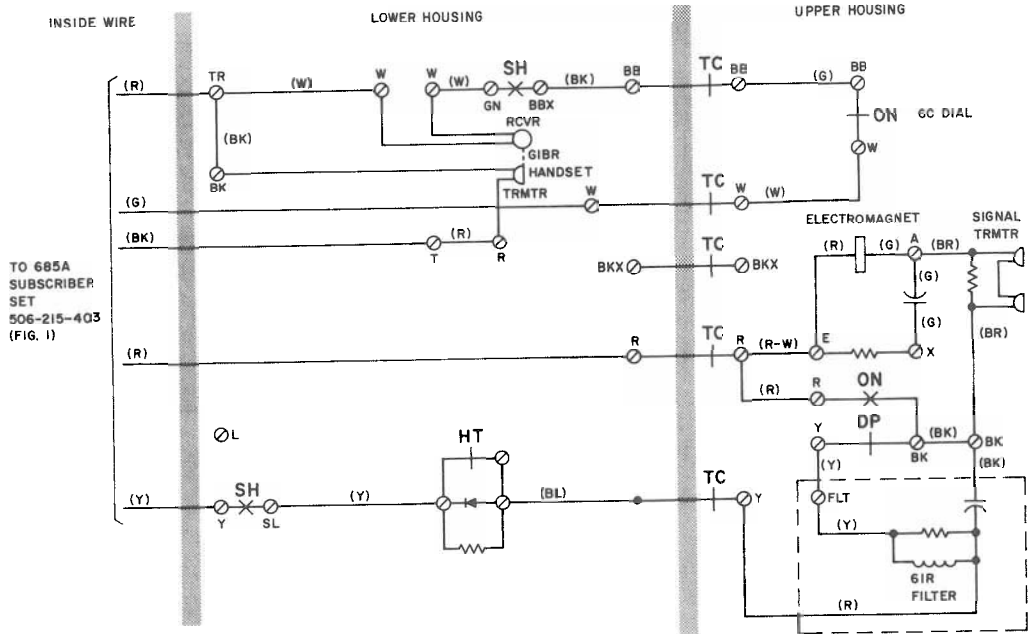 INSIDE WIRE
LOWER HOUSING
UPPER HOUSING
(R)
TR
(W)
W
W
(W)
SH
GN
BBX
(BK)
BB
TC
BB
(G)
BB
ON
6C DIAL
W
(BK)
RCVR
GIBR
HANDSET
BK
TRMTR
(G)
W
TC
W
(W)
(BK)
T
(R)
R
ELECTROMAGNET
SIGNAL
TRMTR
(R)
(G)
A
(BR)
(G)
(G)
(BR)
TO 685A
SUBSCRIBER
SET
506-215-403
(FIG. 1)
BKX
TC
BKX
(R)
R
TC
R
(R-W)
E
X
(R)
R
ON
L
Y
DP
BK
(BK)
BK
(Y)
(BK)
HT
(Y)
Y
SH
SL
(Y)
(BL)
TC
Y
FLT
(Y)
61R
FILTER
(R)